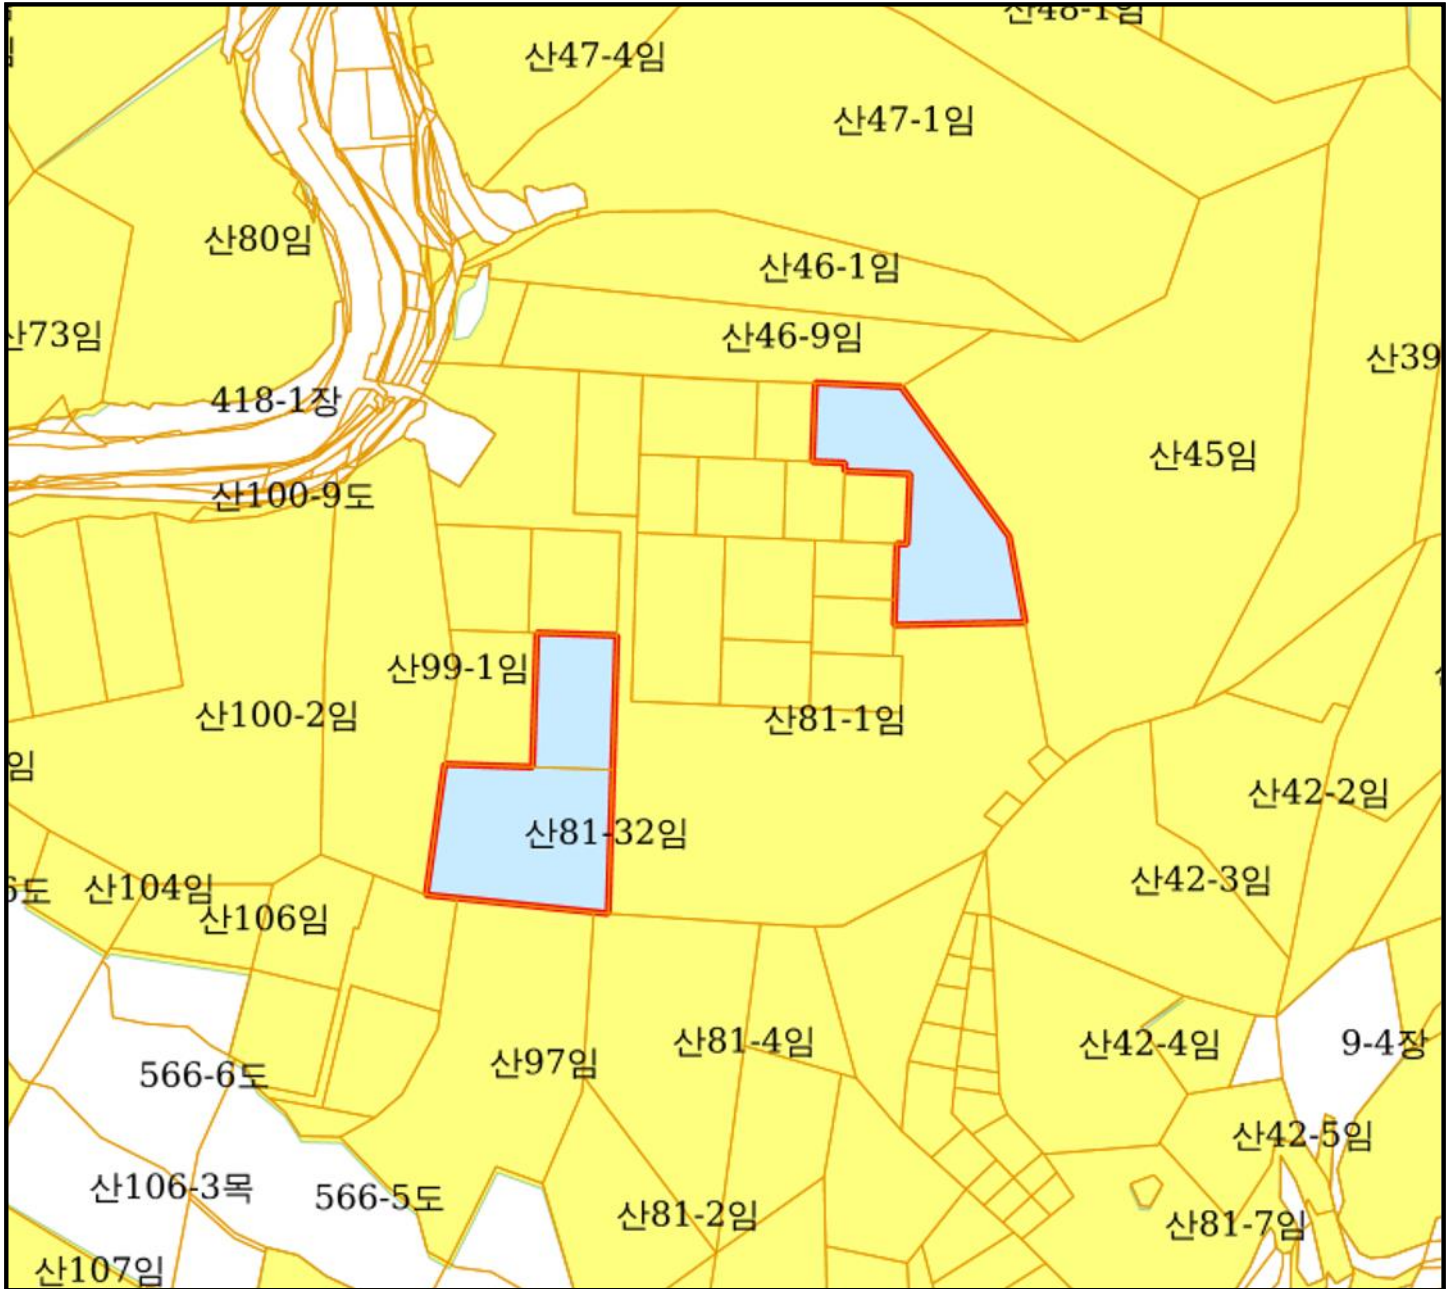 산48-1임
산47-4임
산47-1임
산80임
산46-1임
산73임
산46-9임
산39
418-1장
산45임
산100-9도
산99-1임
산100-2임
산81-1임
임
산42-2임
산81-32임
산42-3임
산104임
산106임
산81-4임
산42-4임
9-4장
산97임
566-6도
산42-5임
산106-3목
566-5도
산81-2임
산81-7임
산107임